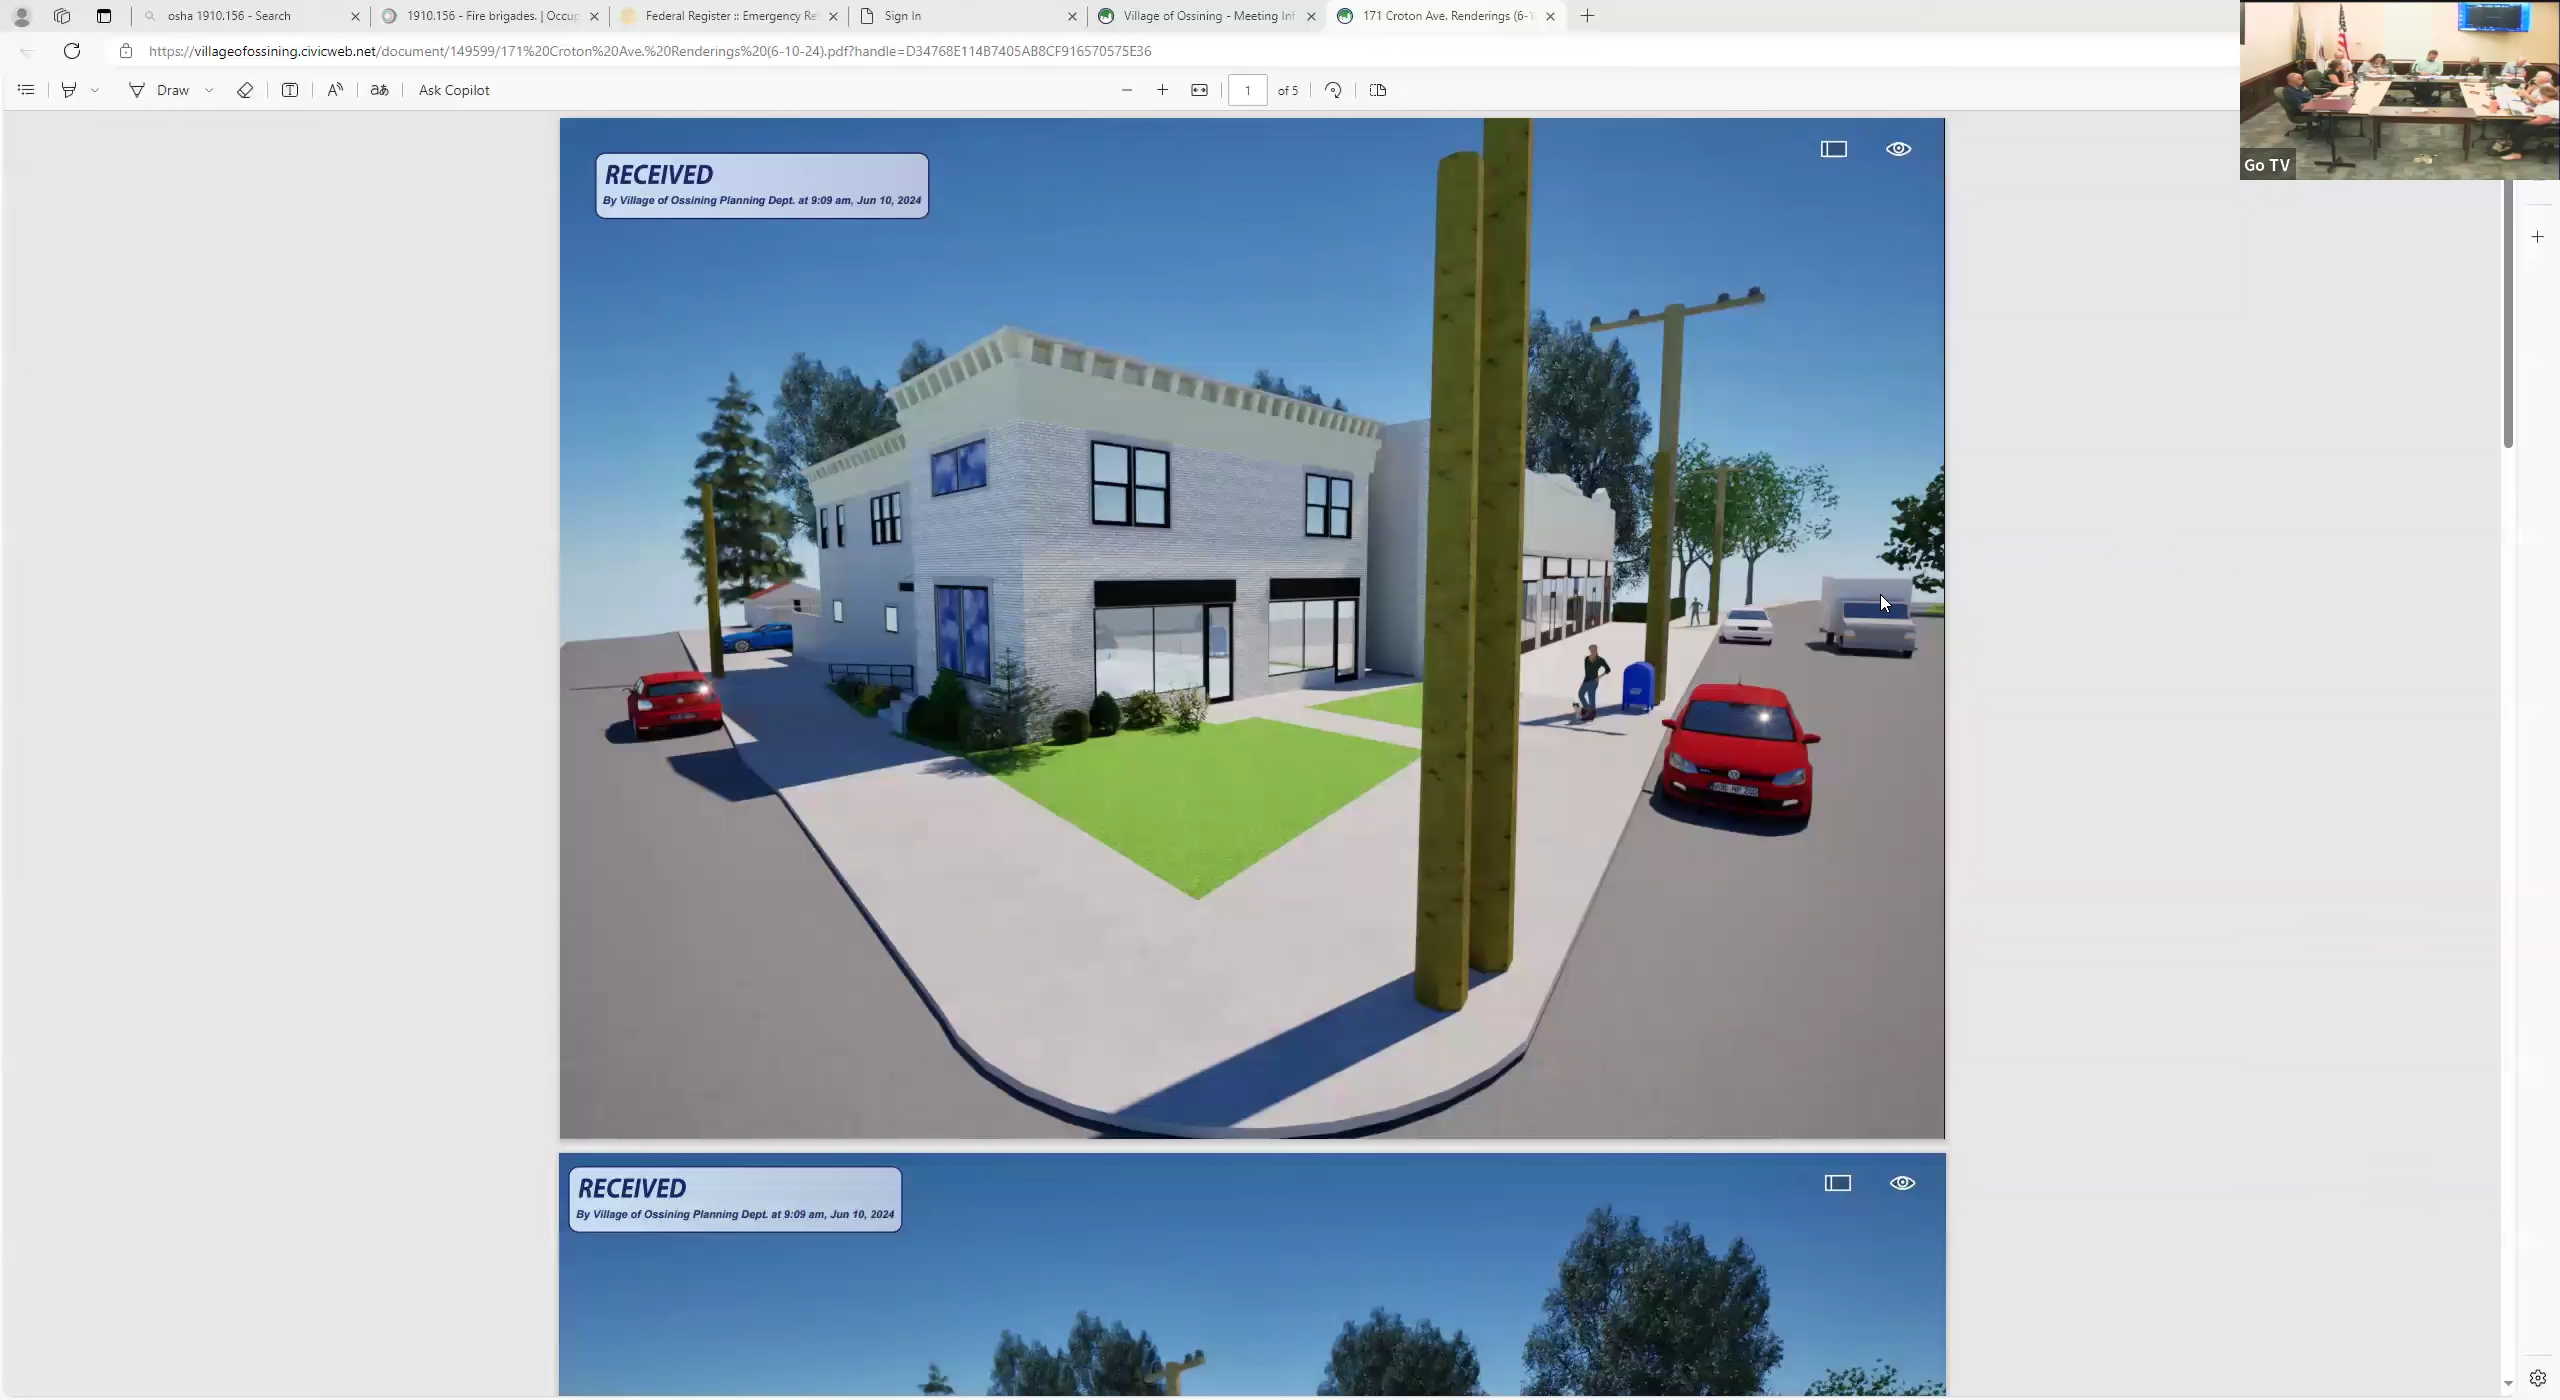 osha 1910.156 - Search
1910.156 - Fire brigades. | Occup
Federal Register :: Emergency Re
Sign In
Village of Ossining - Meeting Inf
171 Croton Ave. Renderings (6-1
https://villageofossining.civicweb.net/document/149599/171%20Croton%20Ave.%20Renderings%20(6-10-24).pdf?handle=D34768E114B7405AB8CF916570575E36
Draw
aあ
Ask Copilot
1 of 5
Go TV
RECEIVED
By Village of Ossining Planning Dept. at 9:09 am, Jun 10, 2024
RECEIVED
By Village of Ossining Planning Dept. at 9:09 am, Jun 10, 2024